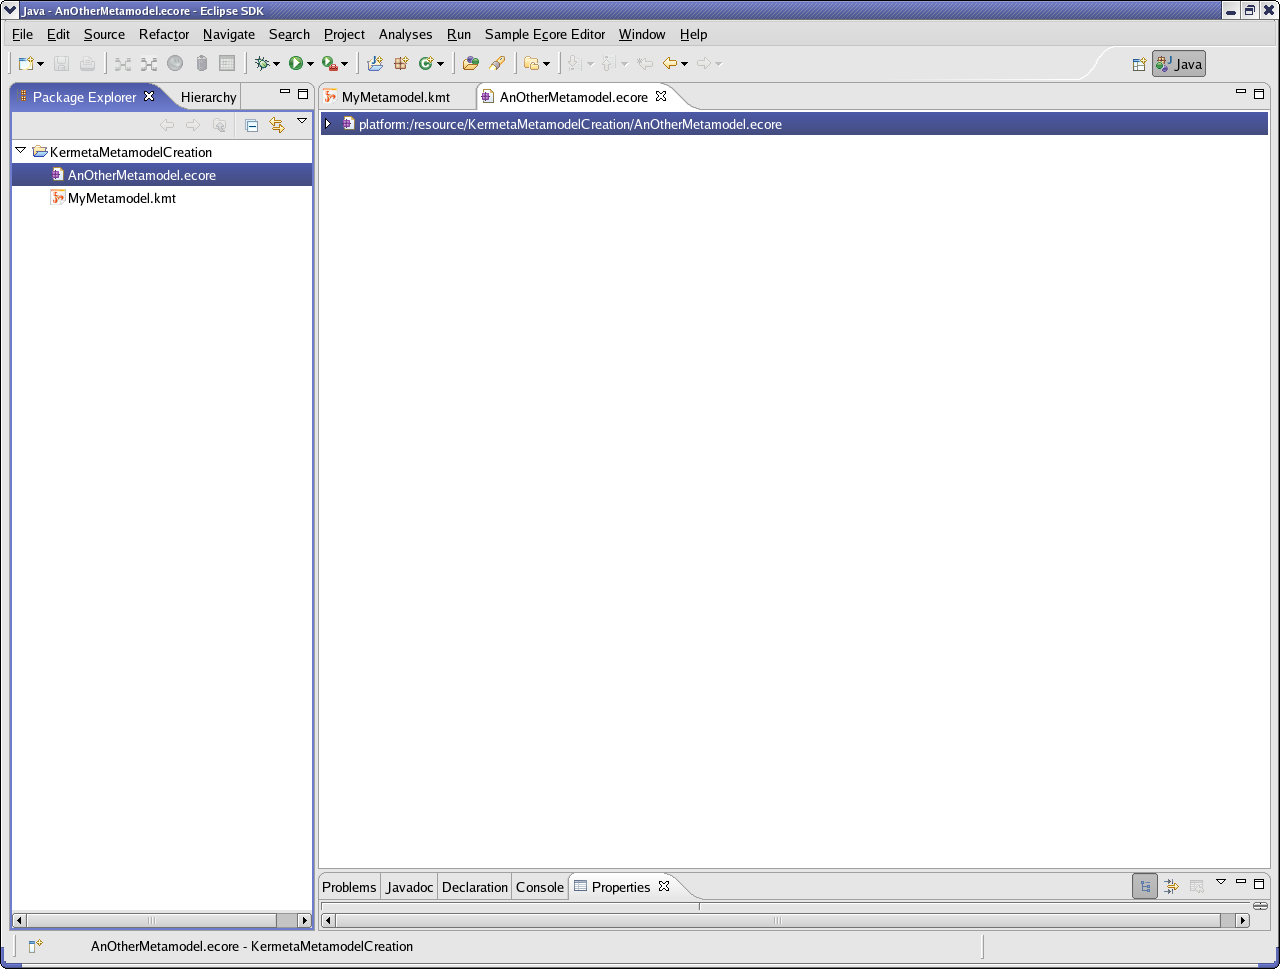 Java - AnOtherMetamodel.ecore - Eclipse SDK
File Edit Source Refactor Navigate Search Project Analyses Run Sample Ecore Editor Window Help
Java
Package Explorer Hierarchy
MyMetamodel.kmt AnOtherMetamodel.ecore
platform:/resource/KermetaMetamodelCreation/AnOtherMetamodel.ecore
KermetaMetamodelCreation
AnOtherMetamodel.ecore
MyMetamodel.kmt
Problems Javadoc Declaration Console Properties
AnOtherMetamodel.ecore - KermetaMetamodelCreation